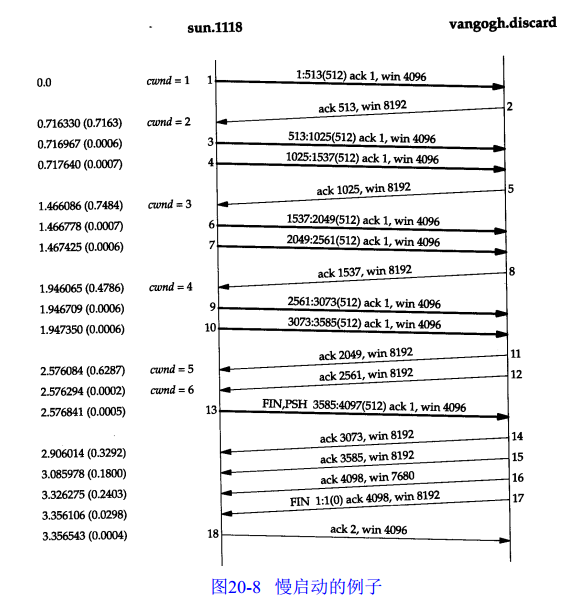 sun.1118 vangogh.discard
0.0 cwnd = 1 1 1:513(512) ack 1, win 4096
ack 513, win 8192 2
0.716330 (0.7163) cwnd = 2
0.716967 (0.0006) 3 513:1025(512) ack 1, win 4096
0.717640 (0.0007) 4 1025:1537(512) ack 1, win 4096
ack 1025, win 8192 5
1.466086 (0.7484) cwnd = 3
1.466778 (0.0007) 6 1537:2049(512) ack 1, win 4096
1.467425 (0.0006) 7 2049:2561(512) ack 1, win 4096
ack 1537, win 8192 8
1.946065 (0.4786) cwnd = 4
1.946709 (0.0006) 9 2561:3073(512) ack 1, win 4096
1.947350 (0.0006) 10 3073:3585(512) ack 1, win 4096
ack 2049, win 8192 11
2.576084 (0.6287) cwnd = 5
ack 2561, win 8192 12
2.576294 (0.0002) cwnd = 6
2.576841 (0.0005) 13 FIN,PSH 3585:4097(512) ack 1, win 4096
ack 3073, win 8192 14
2.906014 (0.3292)
ack 3585, win 8192 15
3.085978 (0.1800)
ack 4098, win 7680 16
3.326275 (0.2403)
FIN 1:1(0) ack 4098, win 8192 17
3.356106 (0.0298)
3.356543 (0.0004) 18 ack 2, win 4096
图20-8 慢启动的例子